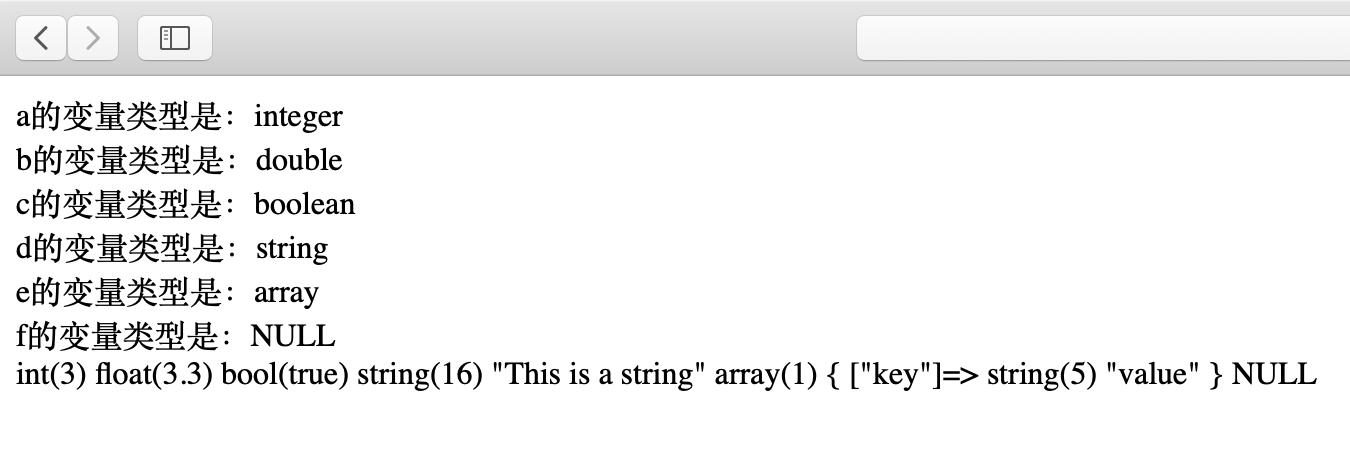 a的变量类型是：integer
b的变量类型是：double
c的变量类型是：boolean
d的变量类型是：string
e的变量类型是：array
f的变量类型是：NULL
int(3) float(3.3) bool(true) string(16) "This is a string" array(1) { ["key"]=> string(5) "value" } NULL